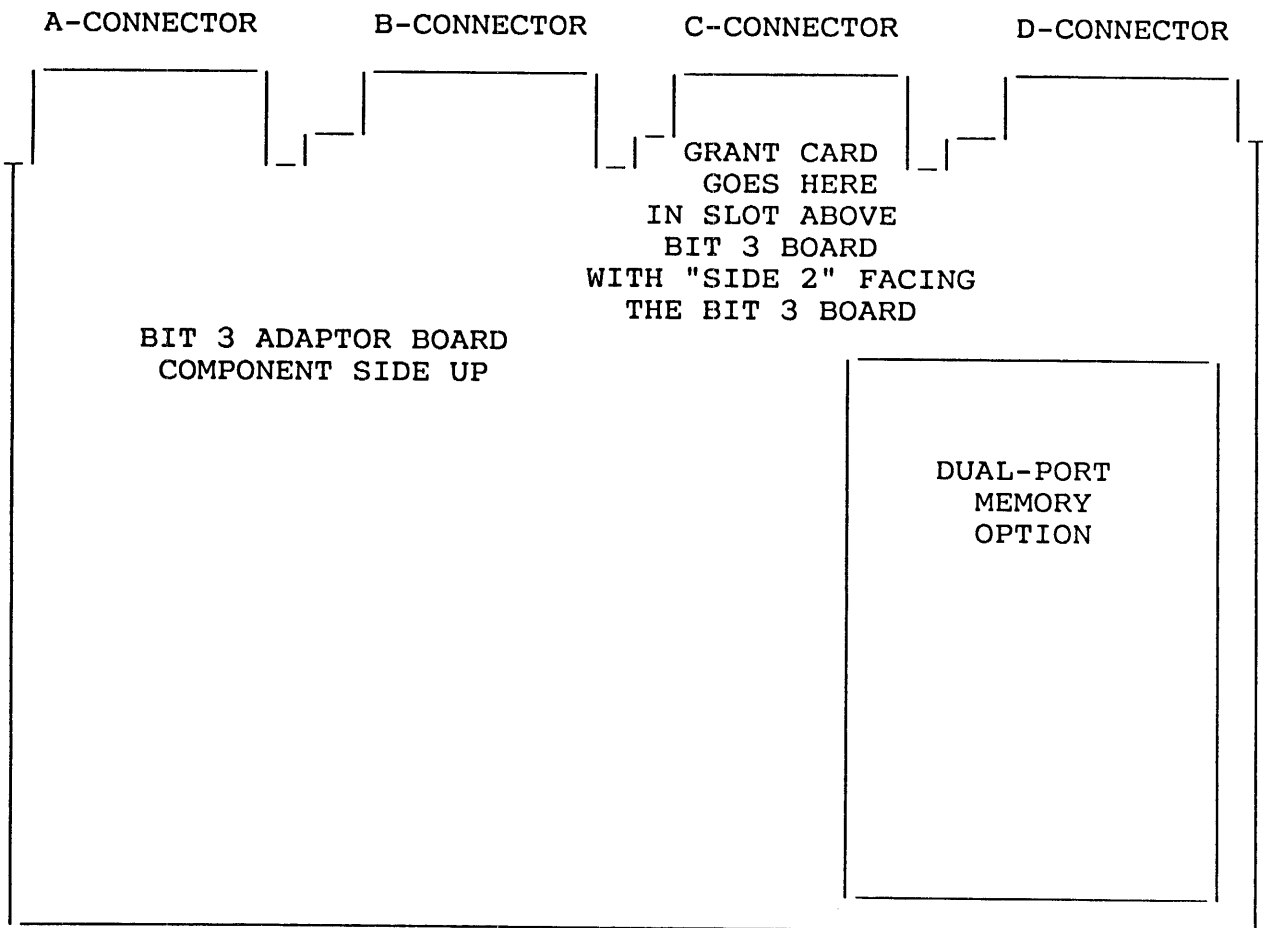 A-CONNECTOR B-CONNECTOR C-CONNECTOR D-CONNECTOR
GRANT CARD
GOES HERE
IN SLOT ABOVE
BIT 3 BOARD
WITH "SIDE 2" FACING
THE BIT 3 BOARD
BIT 3 ADAPTOR BOARD
COMPONENT SIDE UP
DUAL-PORT
MEMORY
OPTION